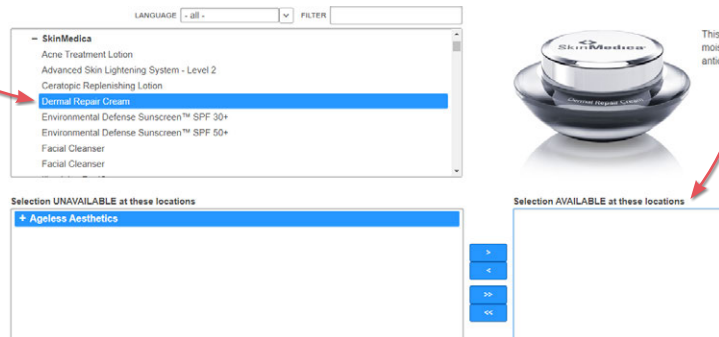 LANGUAGE - all - FILTER
– SkinMedica
Acne Treatment Lotion
Advanced Skin Lightening System - Level 2
Ceratopic Replenishing Lotion
Dermal Repair Cream
Environmental Defense Sunscreen™ SPF 30+
Environmental Defense Sunscreen™ SPF 50+
Facial Cleanser
Facial Cleanser
SkinMedica
Dermal Repair Cream
This
mois
antio
Selection UNAVAILABLE at these locations
+ Ageless Aesthetics
>
<
>>
<<
Selection AVAILABLE at these locations